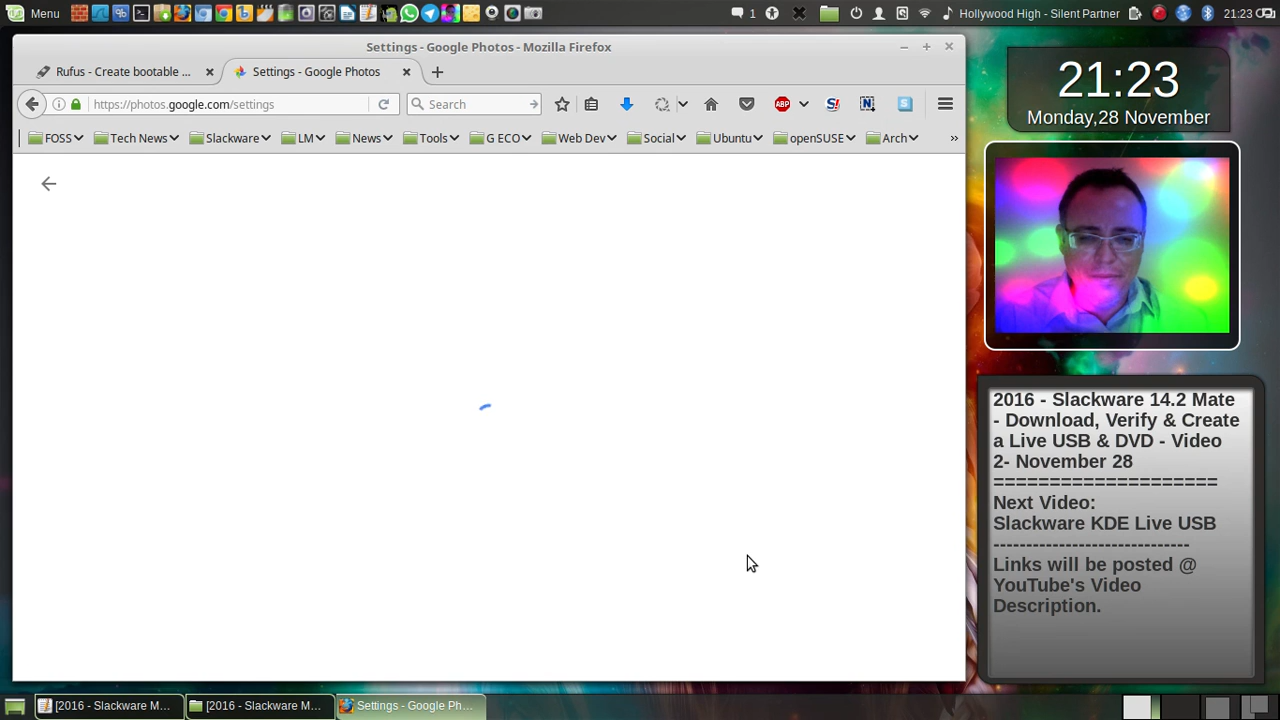 Menu
1
Hollywood High - Silent Partner
21:23
Settings - Google Photos - Mozilla Firefox
Rufus - Create bootable ...
Settings - Google Photos
https://photos.google.com/settings
Search
ABP
S!
N
S
FOSS
Tech News
Slackware
LM
News
Tools
G ECO
Web Dev
Social
Ubuntu
openSUSE
Arch
»
21:23
Monday,28 November
2016 - Slackware 14.2 Mate
- Download, Verify & Create
a Live USB & DVD - Video
2- November 28
====================
Next Video:
Slackware KDE Live USB
-----------------------------
Links will be posted @
YouTube's Video
Description.
[2016 - Slackware M...
[2016 - Slackware M...
Settings - Google Ph...